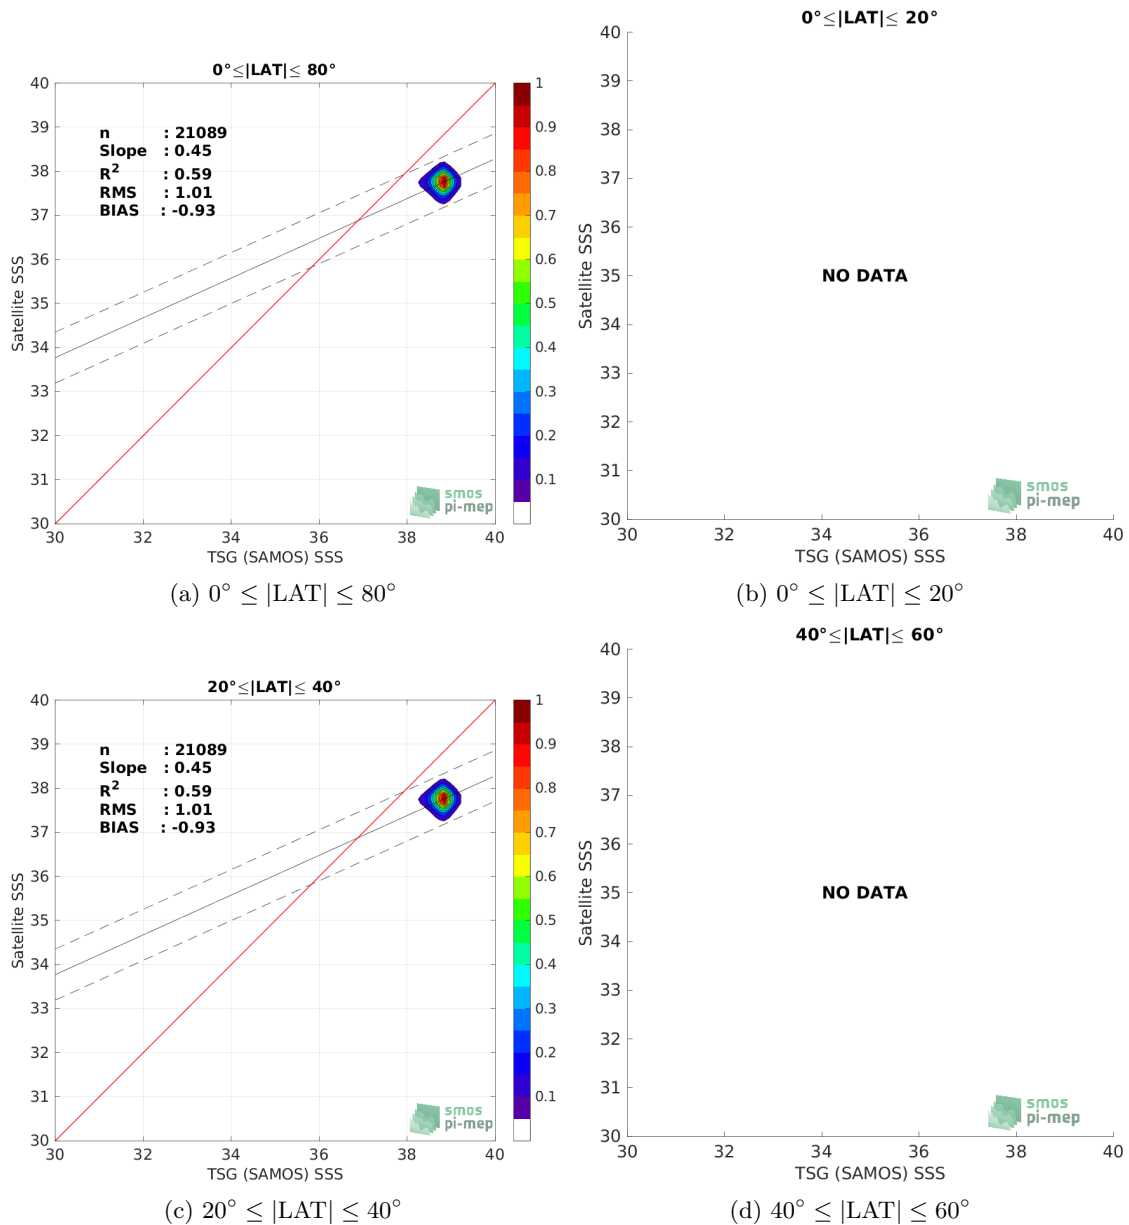 0°≤|LAT|≤ 80°
40
39
38
37
36
35
34
33
32
31
30
n : 21089
Slope : 0.45
R² : 0.59
RMS : 1.01
BIAS : -0.93
Satellite SSS
30 32 34 36 38 40
TSG (SAMOS) SSS
1
0.9
0.8
0.7
0.6
0.5
0.4
0.3
0.2
0.1
smos
pi-mep
(a) 0° ≤ |LAT| ≤ 80°
0°≤|LAT|≤ 20°
40
39
38
37
36
35
34
33
32
31
30
NO DATA
Satellite SSS
30 32 34 36 38 40
TSG (SAMOS) SSS
smos
pi-mep
(b) 0° ≤ |LAT| ≤ 20°
20°≤|LAT|≤ 40°
40
39
38
37
36
35
34
33
32
31
30
n : 21089
Slope : 0.45
R² : 0.59
RMS : 1.01
BIAS : -0.93
Satellite SSS
30 32 34 36 38 40
TSG (SAMOS) SSS
1
0.9
0.8
0.7
0.6
0.5
0.4
0.3
0.2
0.1
smos
pi-mep
(c) 20° ≤ |LAT| ≤ 40°
40°≤|LAT|≤ 60°
40
39
38
37
36
35
34
33
32
31
30
NO DATA
Satellite SSS
30 32 34 36 38 40
TSG (SAMOS) SSS
smos
pi-mep
(d) 40° ≤ |LAT| ≤ 60°